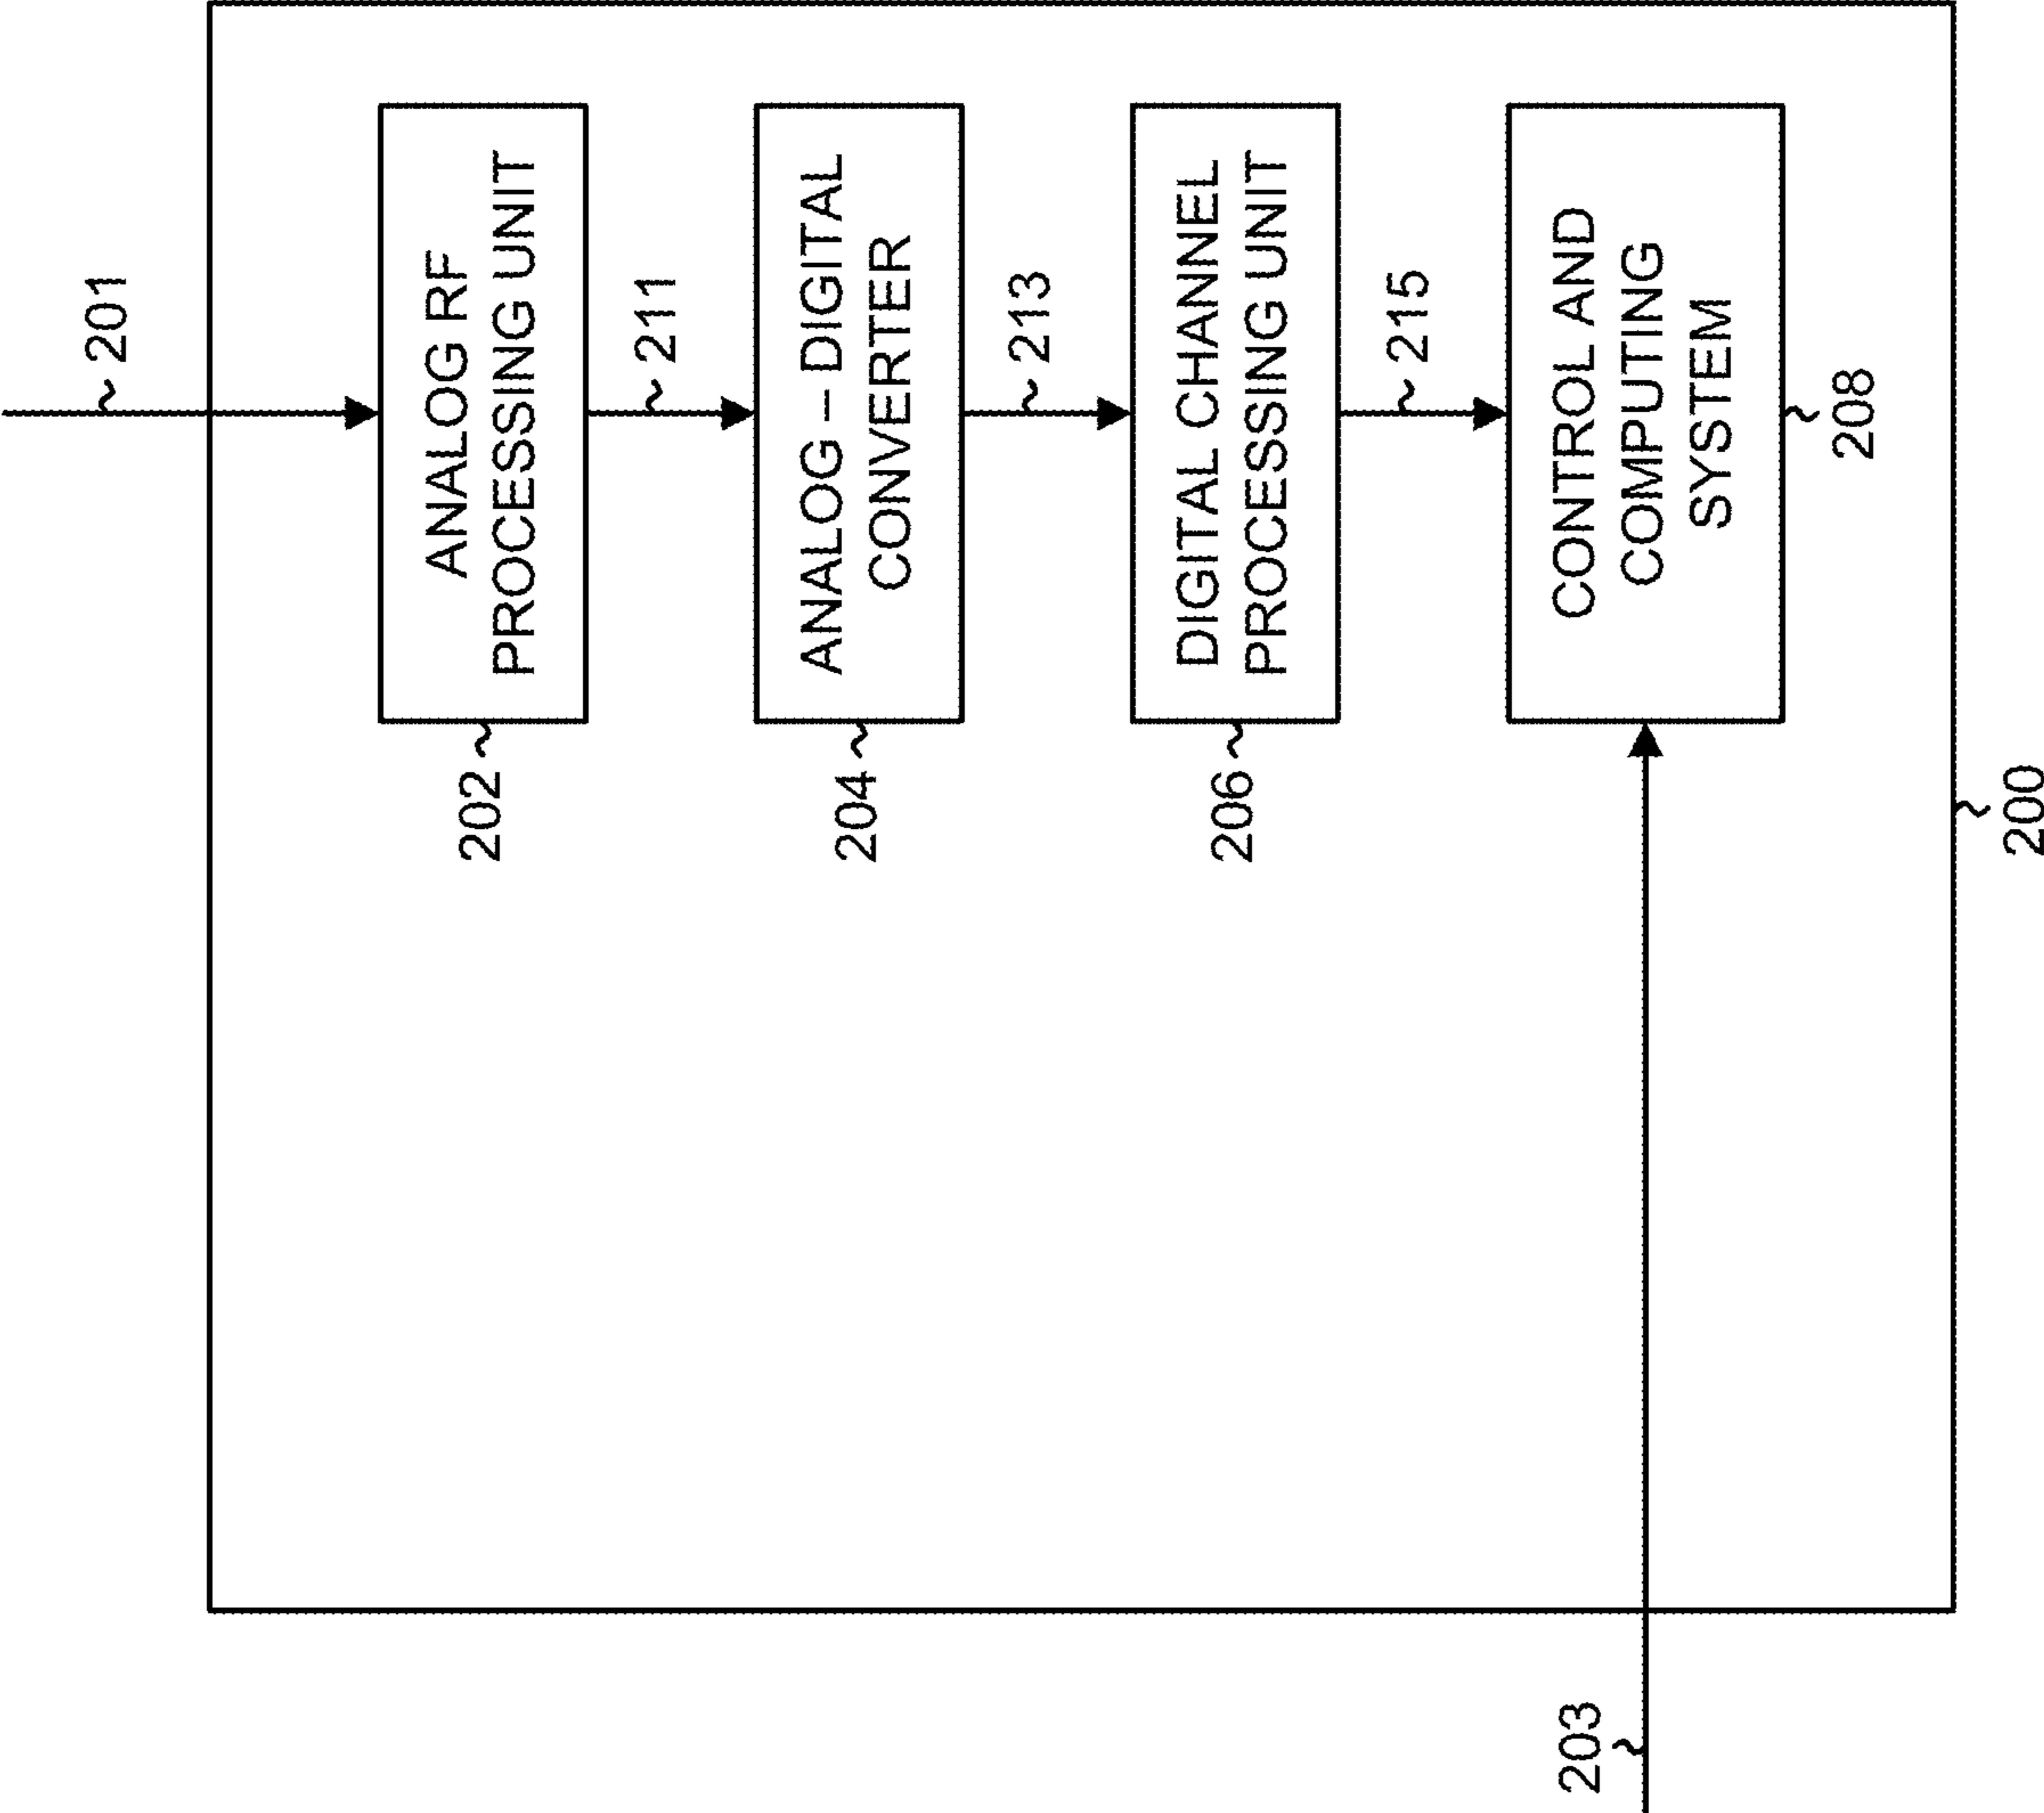 201
ANALOG RF
PROCESSING UNIT
202
211
ANALOG – DIGITAL
CONVERTER
204
213
DIGITAL CHANNEL
PROCESSING UNIT
206
215
CONTROL AND
COMPUTING
SYSTEM
208
203
200